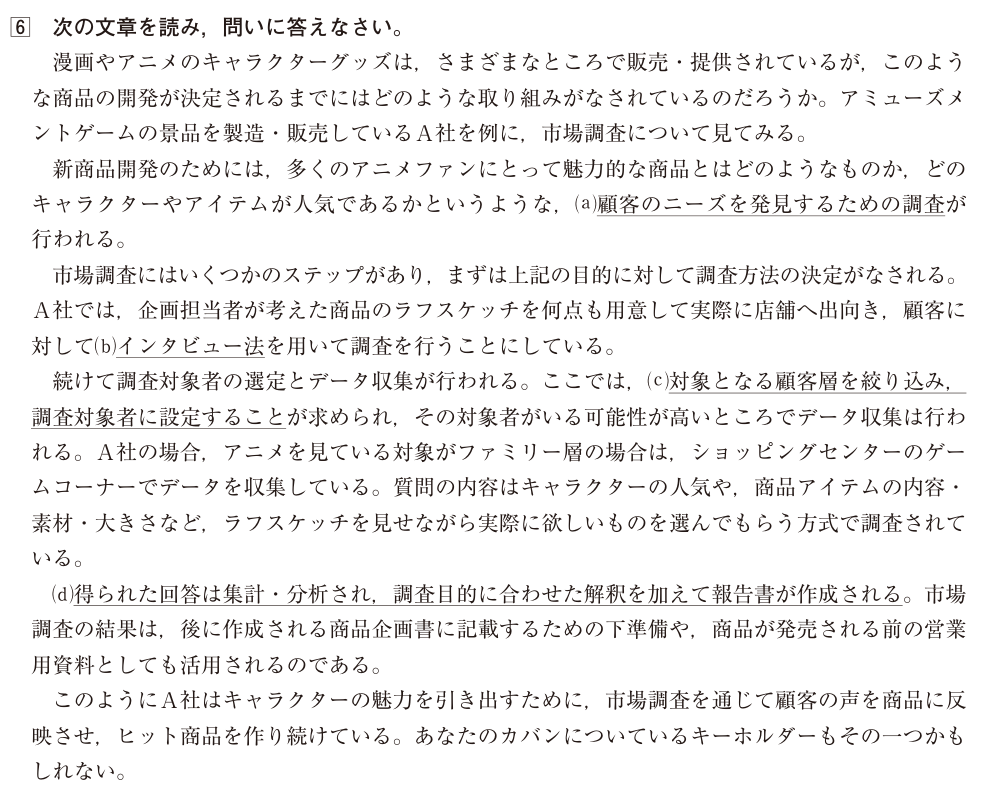 6 次の文章を読み，問いに答えなさい。
漫画やアニメのキャラクターグッズは，さまざまなところで販売・提供されているが，このよう
な商品の開発が決定されるまでにはどのような取り組みがなされているのだろうか。アミューズメ
ントゲームの景品を製造・販売しているＡ社を例に，市場調査について見てみる。
新商品開発のためには，多くのアニメファンにとって魅力的な商品とはどのようなものか，どの
キャラクターやアイテムが人気であるかというような，(a)顧客のニーズを発見するための調査が
行われる。
市場調査にはいくつかのステップがあり，まずは上記の目的に対して調査方法の決定がなされる。
Ａ社では，企画担当者が考えた商品のラフスケッチを何点も用意して実際に店舗へ出向き，顧客に
対して(b)インタビュー法を用いて調査を行うことにしている。
続けて調査対象者の選定とデータ収集が行われる。ここでは，(c)対象となる顧客層を絞り込み，
調査対象者に設定することが求められ，その対象者がいる可能性が高いところでデータ収集は行わ
れる。Ａ社の場合，アニメを見ている対象がファミリー層の場合は，ショッピングセンターのゲー
ムコーナーでデータを収集している。質問の内容はキャラクターの人気や，商品アイテムの内容・
素材・大きさなど，ラフスケッチを見せながら実際に欲しいものを選んでもらう方式で調査されて
いる。
(d)得られた回答は集計・分析され，調査目的に合わせた解釈を加えて報告書が作成される。市場
調査の結果は，後に作成される商品企画書に記載するための下準備や，商品が発売される前の営業
用資料としても活用されるのである。
このようにＡ社はキャラクターの魅力を引き出すために，市場調査を通じて顧客の声を商品に反
映させ，ヒット商品を作り続けている。あなたのカバンについているキーホルダーもその一つかも
しれない。